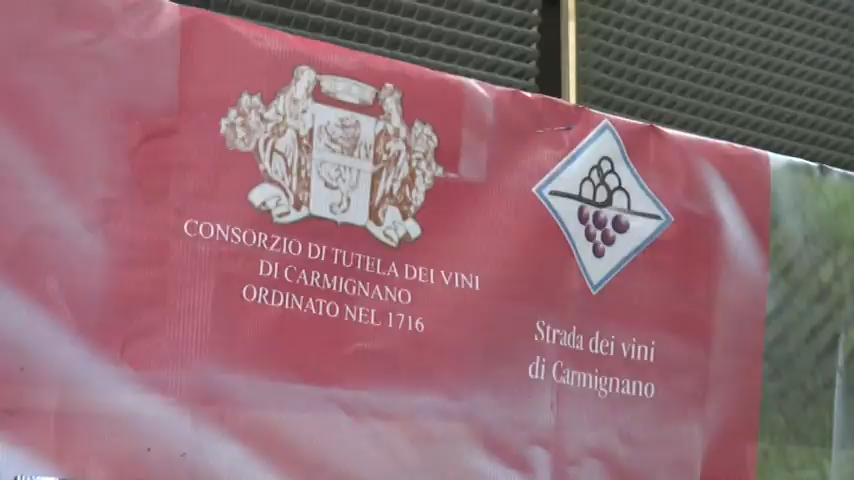 CONSORZIO DI TUTELA DEI VINI
DI CARMIGNANO
ORDINATO NEL 1716
Strada dei vini
di Carmignano